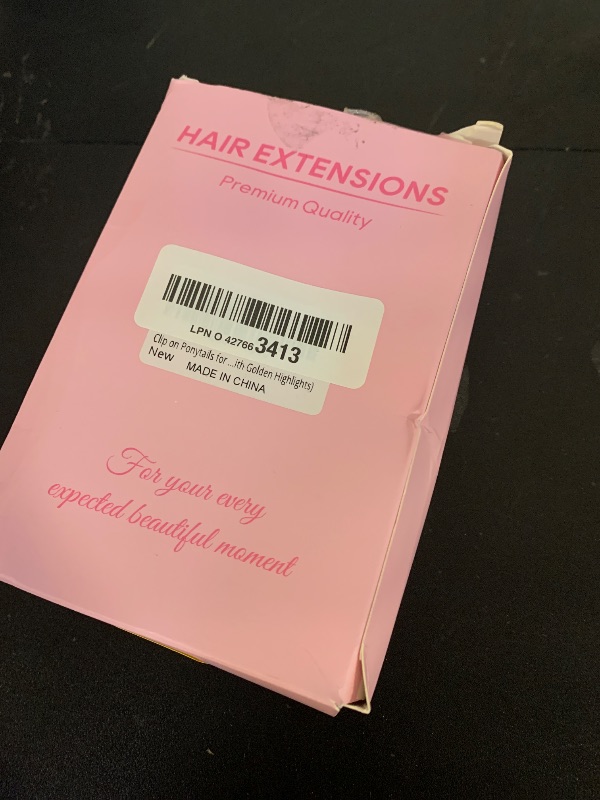 HAIR EXTENSIONS
Premium Quality
LPN O 42766 3413
Clip on Ponytails for ...ith Golden Highlights)
New
MADE IN CHINA
For your every
expected beautiful moment